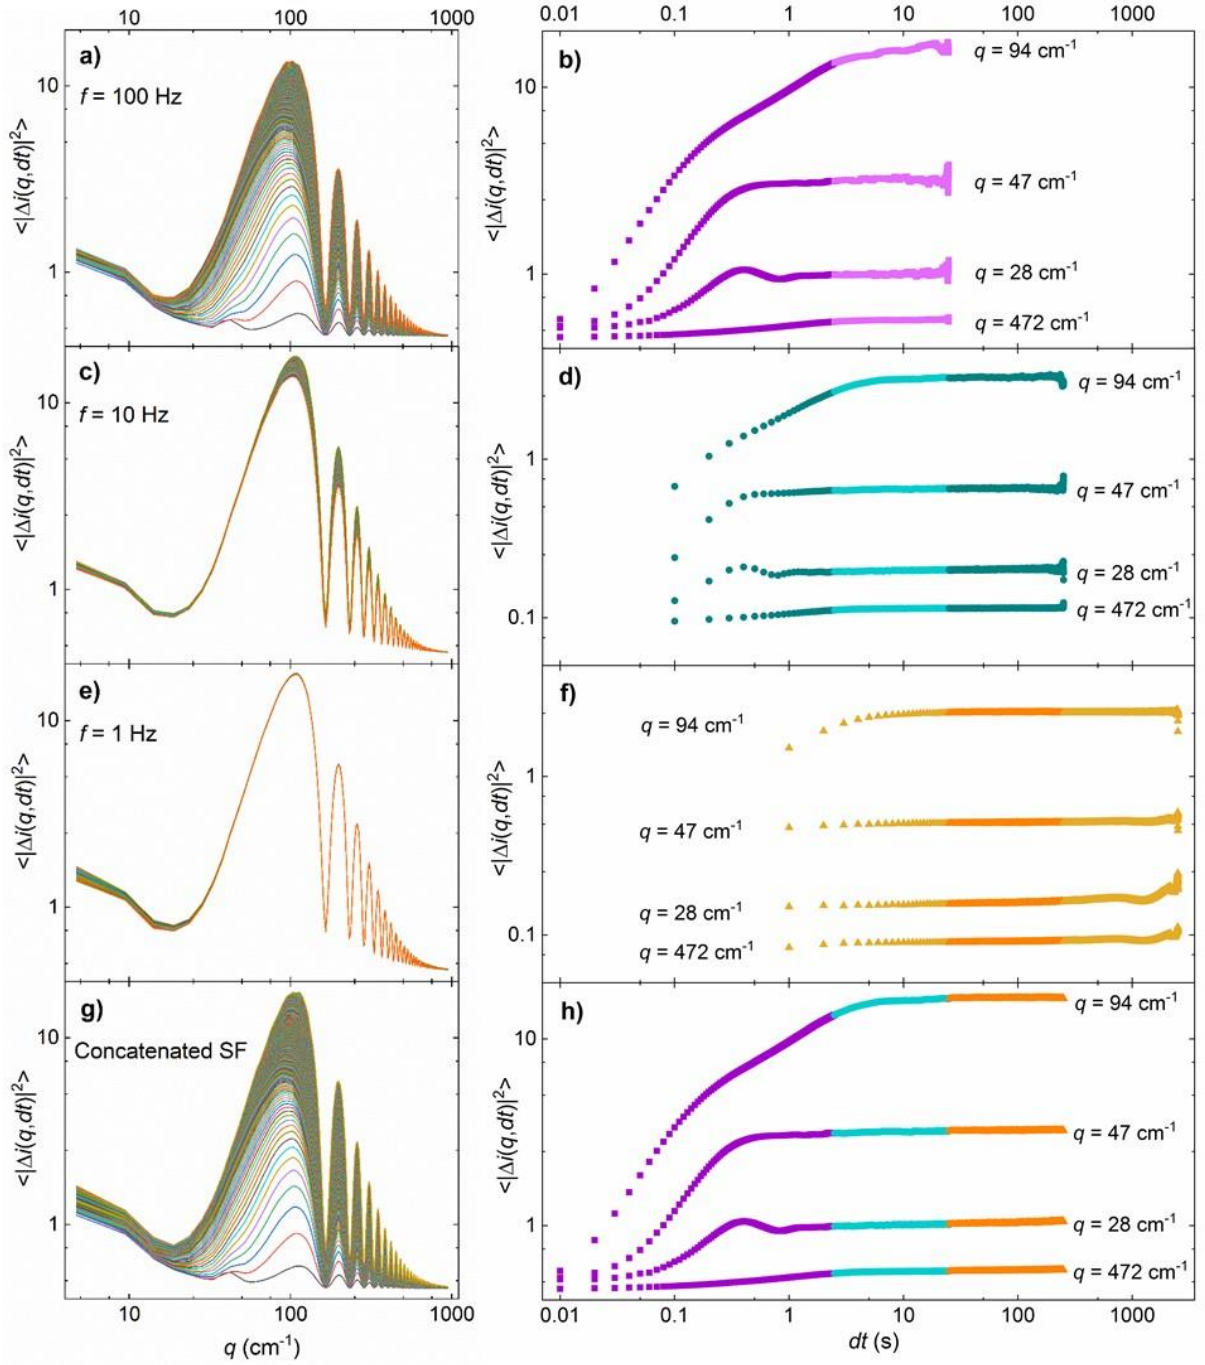 10 100 1000
0.01 0.1 1 10 100 1000
a)
f = 100 Hz
10
1
<|Δi(q,dt)|²>
b)
q = 94 cm⁻¹
q = 47 cm⁻¹
q = 28 cm⁻¹
q = 472 cm⁻¹
10
1
<|Δi(q,dt)|²>
c)
f = 10 Hz
10
1
<|Δi(q,dt)|²>
d)
q = 94 cm⁻¹
q = 47 cm⁻¹
q = 28 cm⁻¹
q = 472 cm⁻¹
1
0.1
<|Δi(q,dt)|²>
e)
f = 1 Hz
10
1
<|Δi(q,dt)|²>
f)
q = 94 cm⁻¹
q = 47 cm⁻¹
q = 28 cm⁻¹
q = 472 cm⁻¹
1
0.1
<|Δi(q,dt)|²>
g)
Concatenated SF
10
1
<|Δi(q,dt)|²>
h)
q = 94 cm⁻¹
q = 47 cm⁻¹
q = 28 cm⁻¹
q = 472 cm⁻¹
10
1
<|Δi(q,dt)|²>
10 100 1000
q (cm⁻¹)
0.01 0.1 1 10 100 1000
dt (s)